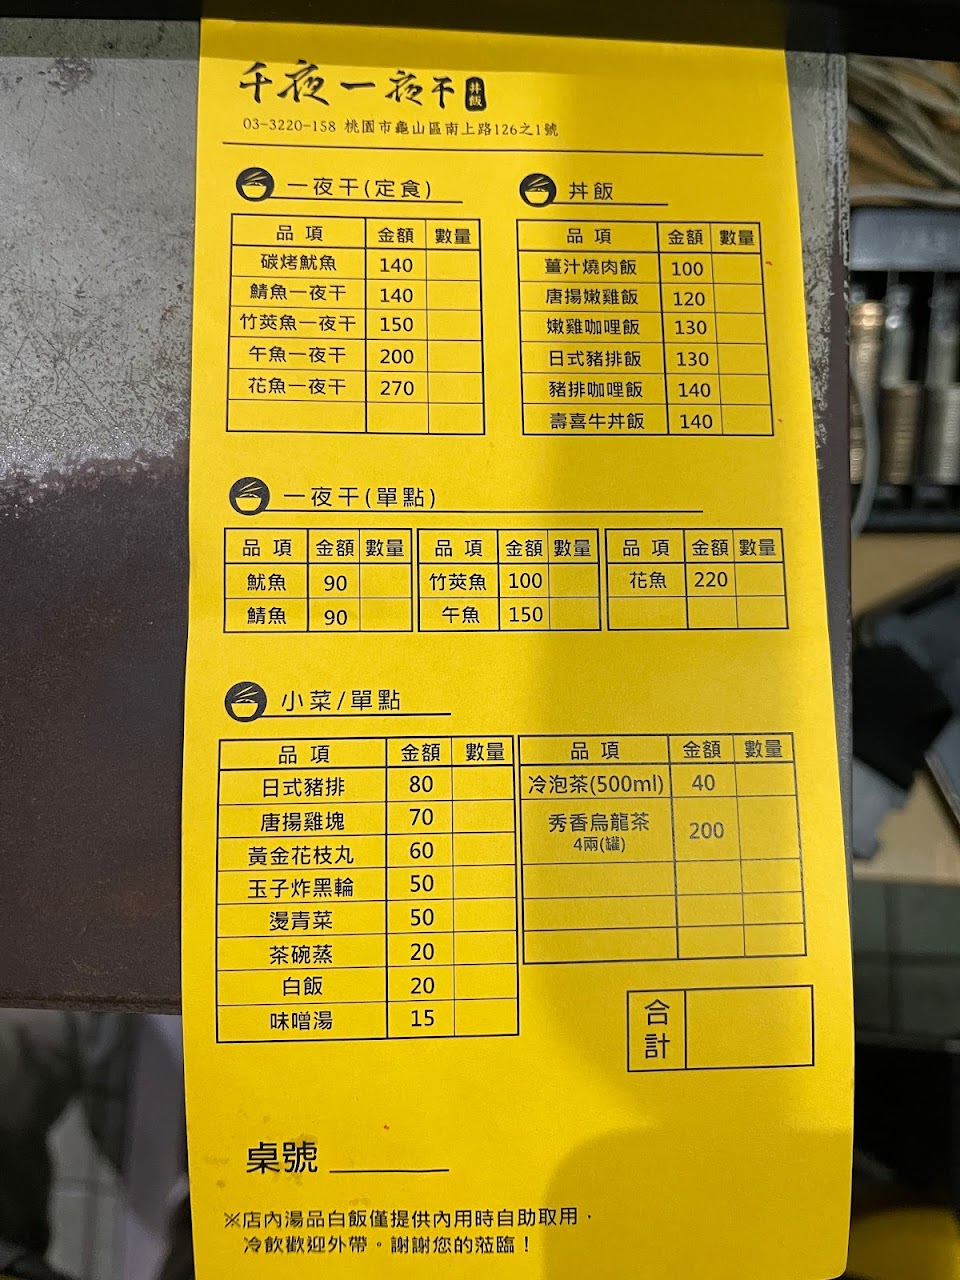 千夜一夜干 丼飯
03-3220-158 桃園市龜山區南上路126之1號
一夜干(定食)
品項 金額 數量
碳烤魷魚 140
鯖魚一夜干 140
竹莢魚一夜干 150
午魚一夜干 200
花魚一夜干 270
丼飯
品項 金額 數量
薑汁燒肉飯 100
唐揚嫩雞飯 120
嫩雞咖哩飯 130
日式豬排飯 130
豬排咖哩飯 140
壽喜牛丼飯 140
一夜干(單點)
品項 金額 數量 品項 金額 數量 品項 金額 數量
魷魚 90 竹莢魚 100 花魚 220
鯖魚 90 午魚 150
小菜/單點
品項 金額 數量
日式豬排 80
唐揚雞塊 70
黃金花枝丸 60
玉子炸黑輪 50
燙青菜 50
茶碗蒸 20
白飯 20
味噌湯 15
品項 金額 數量
冷泡茶(500ml) 40
秀香烏龍茶 200
4兩(罐)
合計
桌號
※店內湯品白飯僅提供內用時自助取用，
冷飲歡迎外帶。謝謝您的蒞臨！